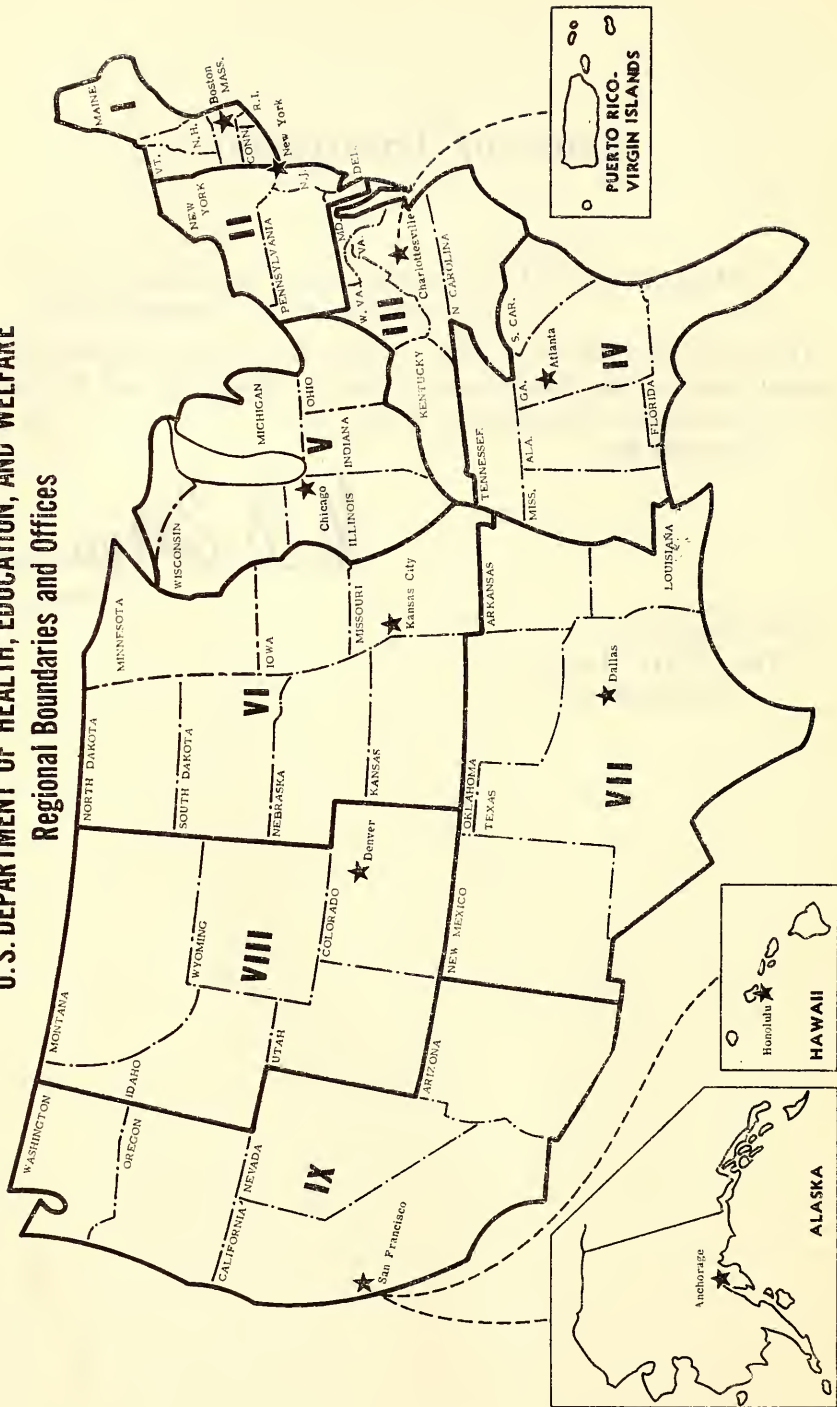 U.S. DEPARTMENT OF HEALTH, EDUCATION, AND WELFARE
Regional Boundaries and Offices
WASHINGTON
OREGON
CALIFORNIA
NEVADA
IX
San Francisco
MONTANA
IDAHO
WYOMING
VIII
UTAH
COLORADO
Denver
ARIZONA
NEW MEXICO
NORTH DAKOTA
SOUTH DAKOTA
NEBRASKA
KANSAS
MINNESOTA
VI
IOWA
MISSOURI
Kansas City
OKLAHOMA
TEXAS
VII
Dallas
ARKANSAS
LOUISIANA
WISCONSIN
MICHIGAN
Chicago
ILLINOIS
V
INDIANA
OHIO
KENTUCKY
TENNESSEE
MISS.
ALA.
GA.
Atlanta
S. CAR.
IV
FLORIDA
MAINE
I
VT.
N.H.
Boston
MASS.
CONN.
R.I.
NEW
YORK
New York
II
PENNSYLVANIA
N.J.
MD.
DEL.
W. VA.
VA.
III
Charlottesville
N CAROLINA
PUERTO RICO-
VIRGIN ISLANDS
Anchorage
ALASKA
Honolulu
HAWAII